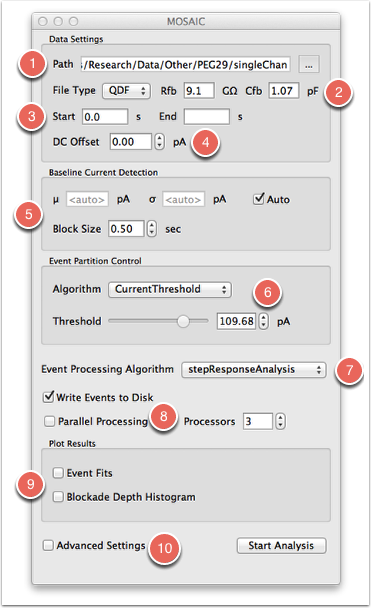 MOSAIC
Data Settings
1 Path s/Research/Data/Other/PEG29/singleChan ...
File Type QDF Rfb 9.1 GΩ Cfb 1.07 pF 2
3 Start 0.0 s End s
DC Offset 0.00 pA 4
Baseline Current Detection
μ <auto> pA σ <auto> pA Auto
5
Block Size 0.50 sec
Event Partition Control
Algorithm CurrentThreshold 6
Threshold 109.68 pA
Event Processing Algorithm stepResponseAnalysis 7
Write Events to Disk
Parallel Processing 8 Processors 3
Plot Results
Event Fits
9
Blockade Depth Histogram
Advanced Settings 10 Start Analysis